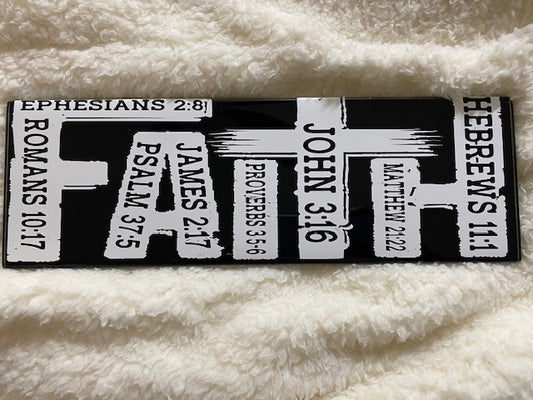 FAITH
EPHESIANS 2:8
ROMANS 10:17
PSALM 37:5
JAMES 2:17
PROVERBS 3:5-6
JOHN 3:16
MATTHEW 21:22
HEBREWS 11:1